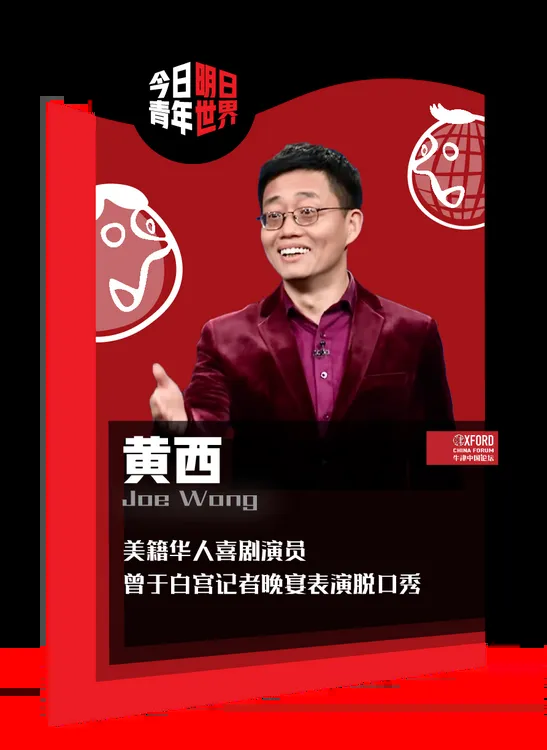 今日明日
青年世界
黄西
Joe Wong
OXFORD
CHINA FORUM
牛津中国论坛
美籍华人喜剧演员
曾于白宫记者晚宴表演脱口秀